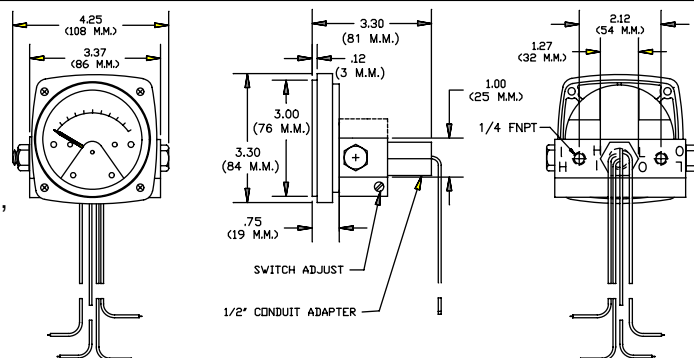 4.25
(108 M.M.)
3.37
(86 M.M.)
3.30
(81 M.M.)
.12
(3 M.M.)
3.00
(76 M.M.)
3.30
(84 M.M.)
.75
(19 M.M.)
1.00
(25 M.M.)
SWITCH ADJUST
1/2" CONDUIT ADAPTER
2.12
(54 M.M.)
1.27
(32 M.M.)
1/4 FNPT
H I
L O
H I
L O
,